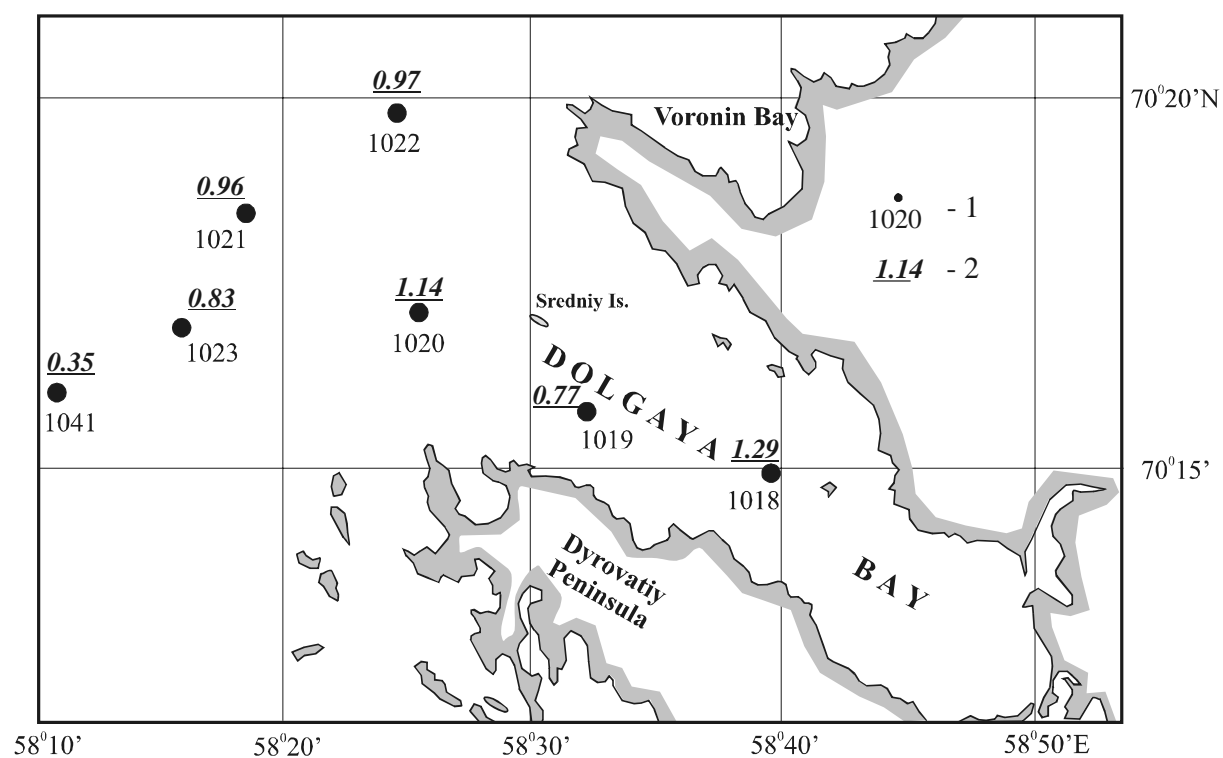 0.97
70°20'N
Voronin Bay
1022
0.96
1021
1020 - 1
1.14 - 2
0.83
1.14
Sredniy Is.
1023
1020
0.35
1041
DOLGAYA
0.77
1019
1.29
70°15'
1018
Dyrovatiy
Peninsula
BAY
58°10' 58°20' 58°30' 58°40' 58°50'E